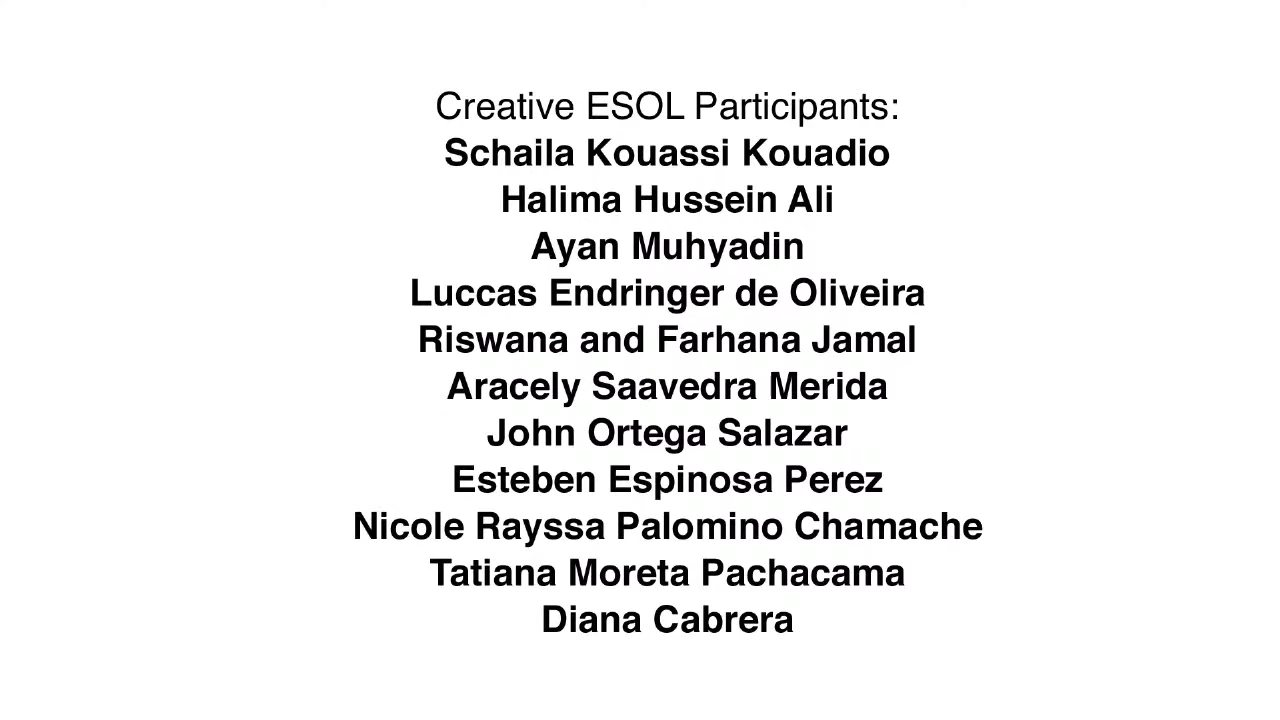 Creative ESOL Participants:
Schaila Kouassi Kouadio
Halima Hussein Ali
Ayan Muhyadin
Luccas Endringer de Oliveira
Riswana and Farhana Jamal
Aracely Saavedra Merida
John Ortega Salazar
Esteben Espinosa Perez
Nicole Rayssa Palomino Chamache
Tatiana Moreta Pachacama
Diana Cabrera